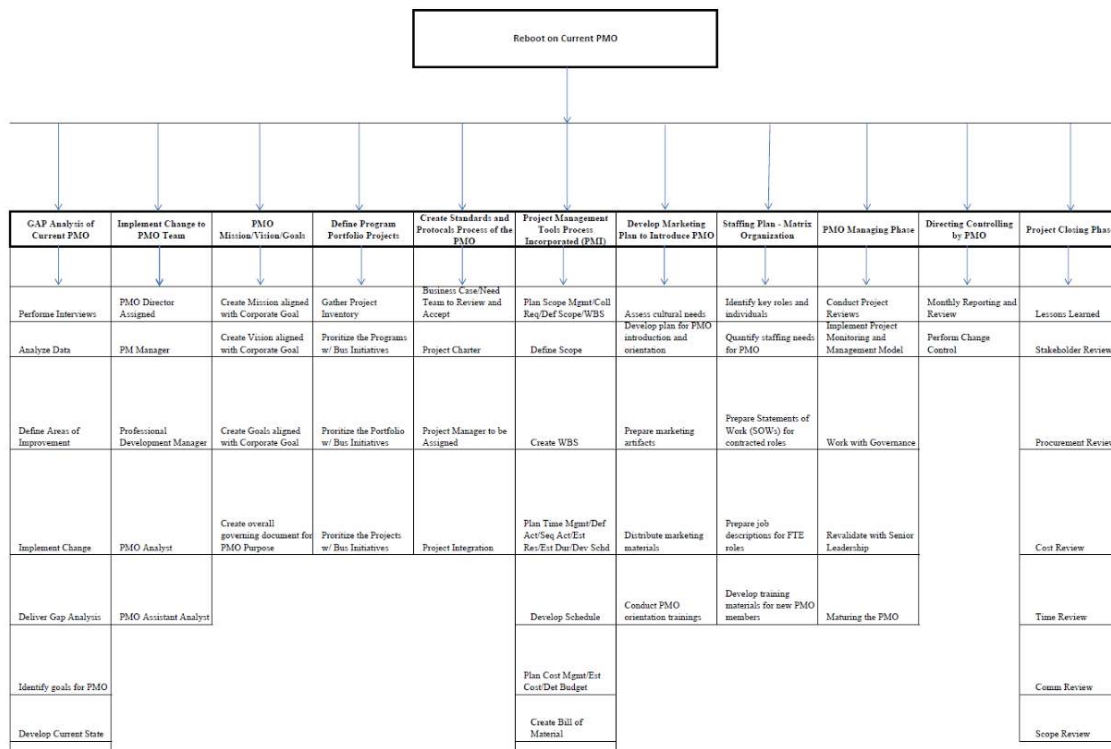 Reboot on Current PMO
GAP Analysis of
Current PMO
Implement Change to
PMO Team
PMO
Mission/Vision/Goals
Define Program
Portfolio Projects
Create Standards and
Protocals Process of the
PMO
Project Management
Tools Process
Incorporated (PMI)
Develop Marketing
Plan to Introduce PMO
Staffing Plan - Matrix
Organization
PMO Managing Phase
Directing Controlling
by PMO
Project Closing Phase
Performe Interviews
PMO Director
Assigned
Create Mission aligned
with Corporate Goal
Gather Project
Inventory
Business Case/Need
Team to Review and
Accept
Plan Scope Mgmt/Coll
Req/Def Scope/WBS
Assess cultural needs
Identify key roles and
individuals
Conduct Project
Reviews
Monthly Reporting and
Review
Lessons Learned
Analyze Data
PM Manager
Create Vision aligned
with Corporate Goal
Proritize the Programs
w/ Bus Initiatives
Project Charter
Define Scope
Develop plan for PMO
introduction and
orientation
Quantify staffing needs
for PMO
Implement Project
Monitoring and
Management Model
Perform Change
Control
Stakeholder Review
Define Areas of
Improvement
Professional
Development Manager
Create Goals aligned
with Corporate Goal
Proritize the Portfolio
w/ Bus Initiatives
Project Manager to be
Assigned
Create WBS
Prepare marketing
artifacts
Prepare Statements of
Work (SOWs) for
contracted roles
Work with Governance
Procurement Review
Implement Change
PMO Analyst
Create overall
governing document for
PMO Purpose
Proritize the Projects
w/ Bus Initiatives
Project Integration
Plan Time Mgmt/Def
Act/Seq Act/Est
Res/Est Dur/Dev Schd
Distribute marketing
materials
Prepare job
descriptions for FTE
roles
Revalidate with Senior
Leadership
Cost Review
Deliver Gap Analysis
PMO Assistant Analyst
Develop Schedule
Conduct PMO
orientation trainings
Develop training
materials for new PMO
members
Maturing the PMO
Time Review
Identify goals for PMO
Plan Cost Mgmt/Est
Cost/Det Budget
Comm Review
Develop Current State
Create Bill of
Material
Scope Review